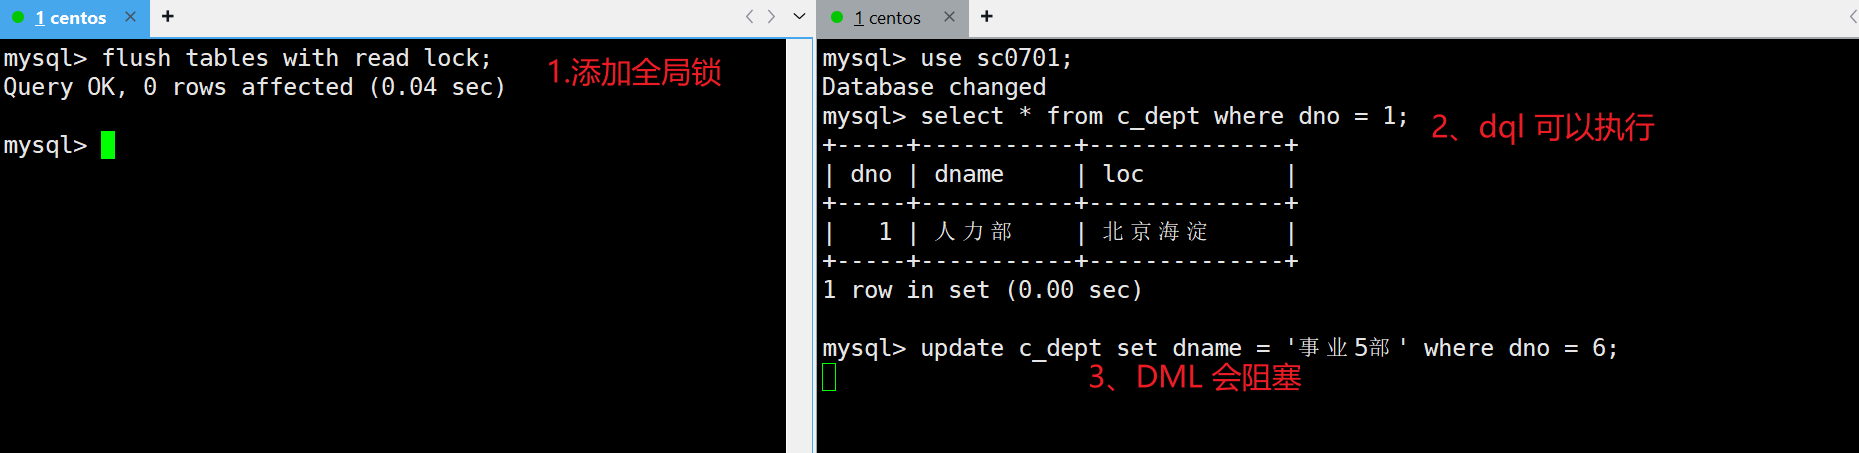 1 centos
mysql> flush tables with read lock;
Query OK, 0 rows affected (0.04 sec)
1.添加全局锁
mysql>
1 centos
mysql> use sc0701;
Database changed
mysql> select * from c_dept where dno = 1;
2、dql 可以执行
+-----+-----------+--------------+
| dno | dname     | loc          |
+-----+-----------+--------------+
|   1 | 人力部     | 北京海淀      |
+-----+-----------+--------------+
1 row in set (0.00 sec)
mysql> update c_dept set dname = '事业5部' where dno = 6;
3、DML 会阻塞